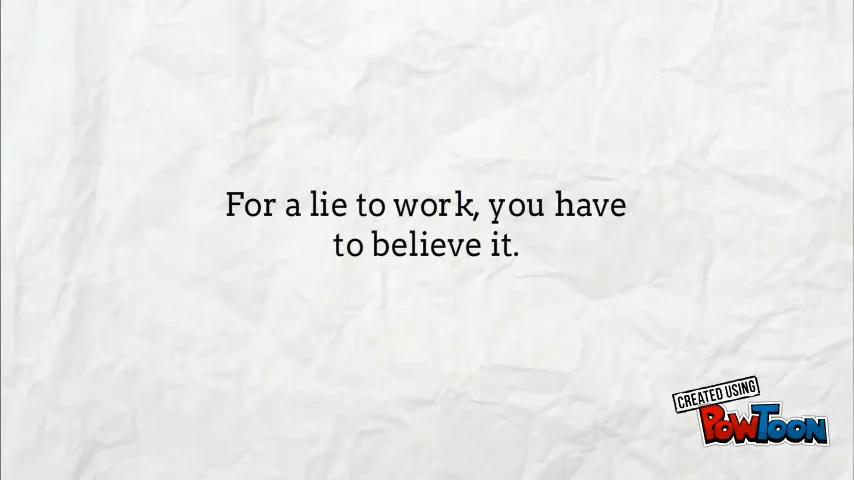 For a lie to work, you have
to believe it.
CREATED USING
POWTOON